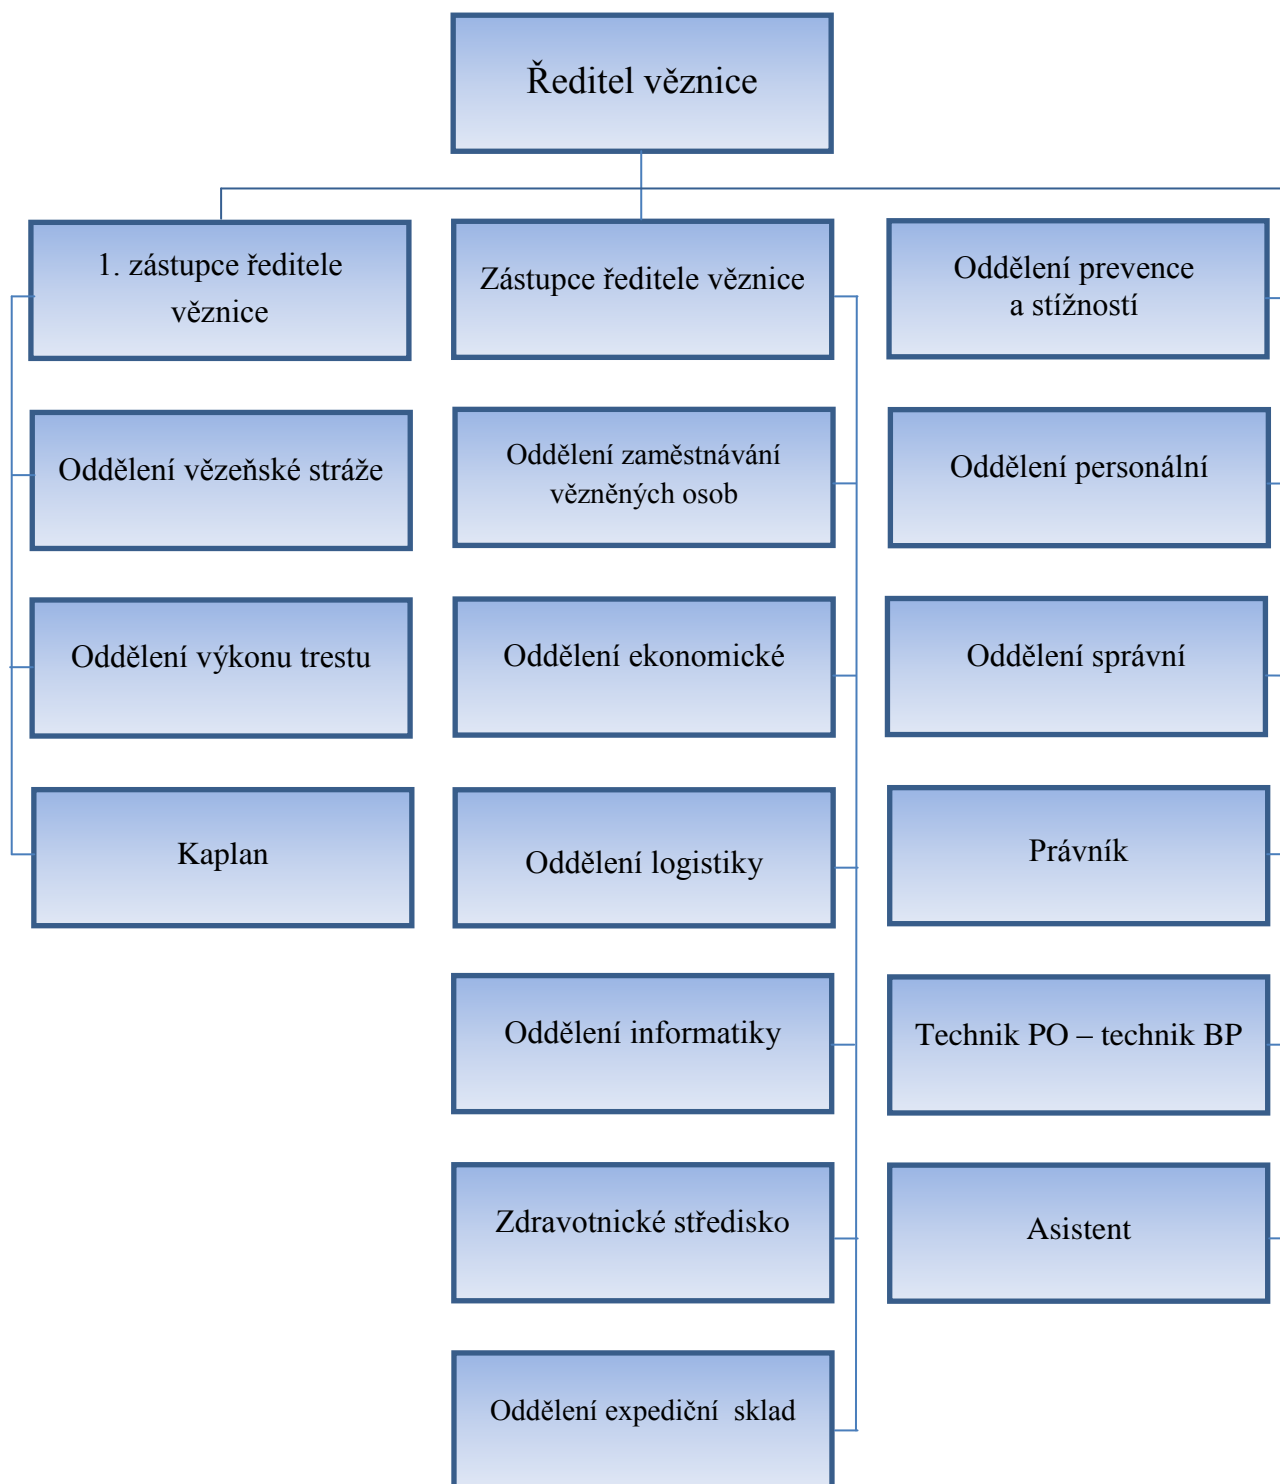 Ředitel věznice
1. zástupce ředitele
věznice
Oddělení vězeňské stráže
Oddělení výkonu trestu
Kaplan
Zástupce ředitele věznice
Oddělení zaměstnávání
vězněných osob
Oddělení ekonomické
Oddělení logistiky
Oddělení informatiky
Zdravotnické středisko
Oddělení expediční  sklad
Oddělení prevence
a stížností
Oddělení personální
Oddělení správní
Právník
Technik PO – technik BP
Asistent